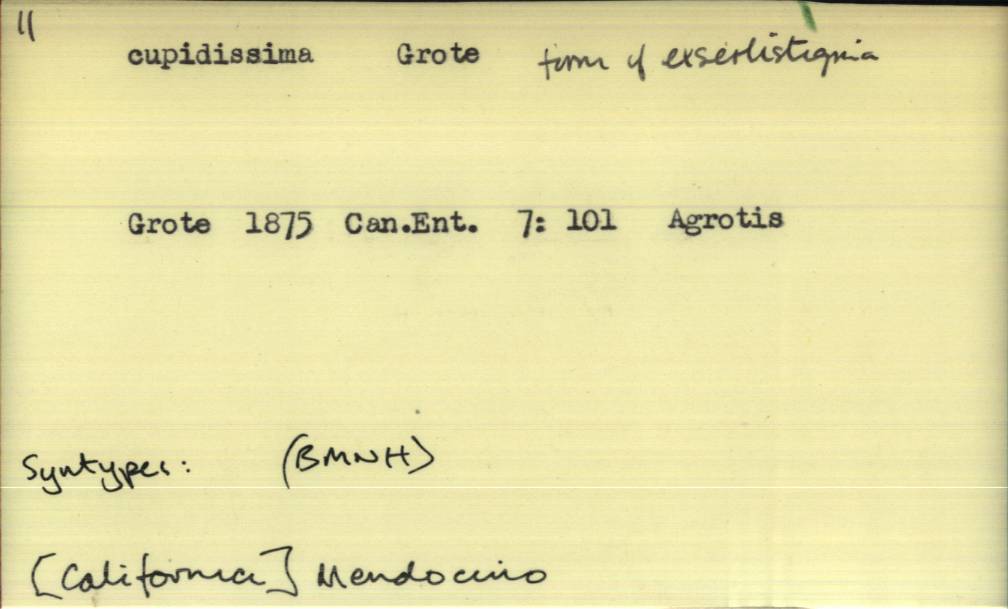 11
cupidissima Grote form of exsertistigma
Grote 1875 Can.Ent. 7: 101 Agrotis
Syntypes: (BMNH)
[California] Mendocino